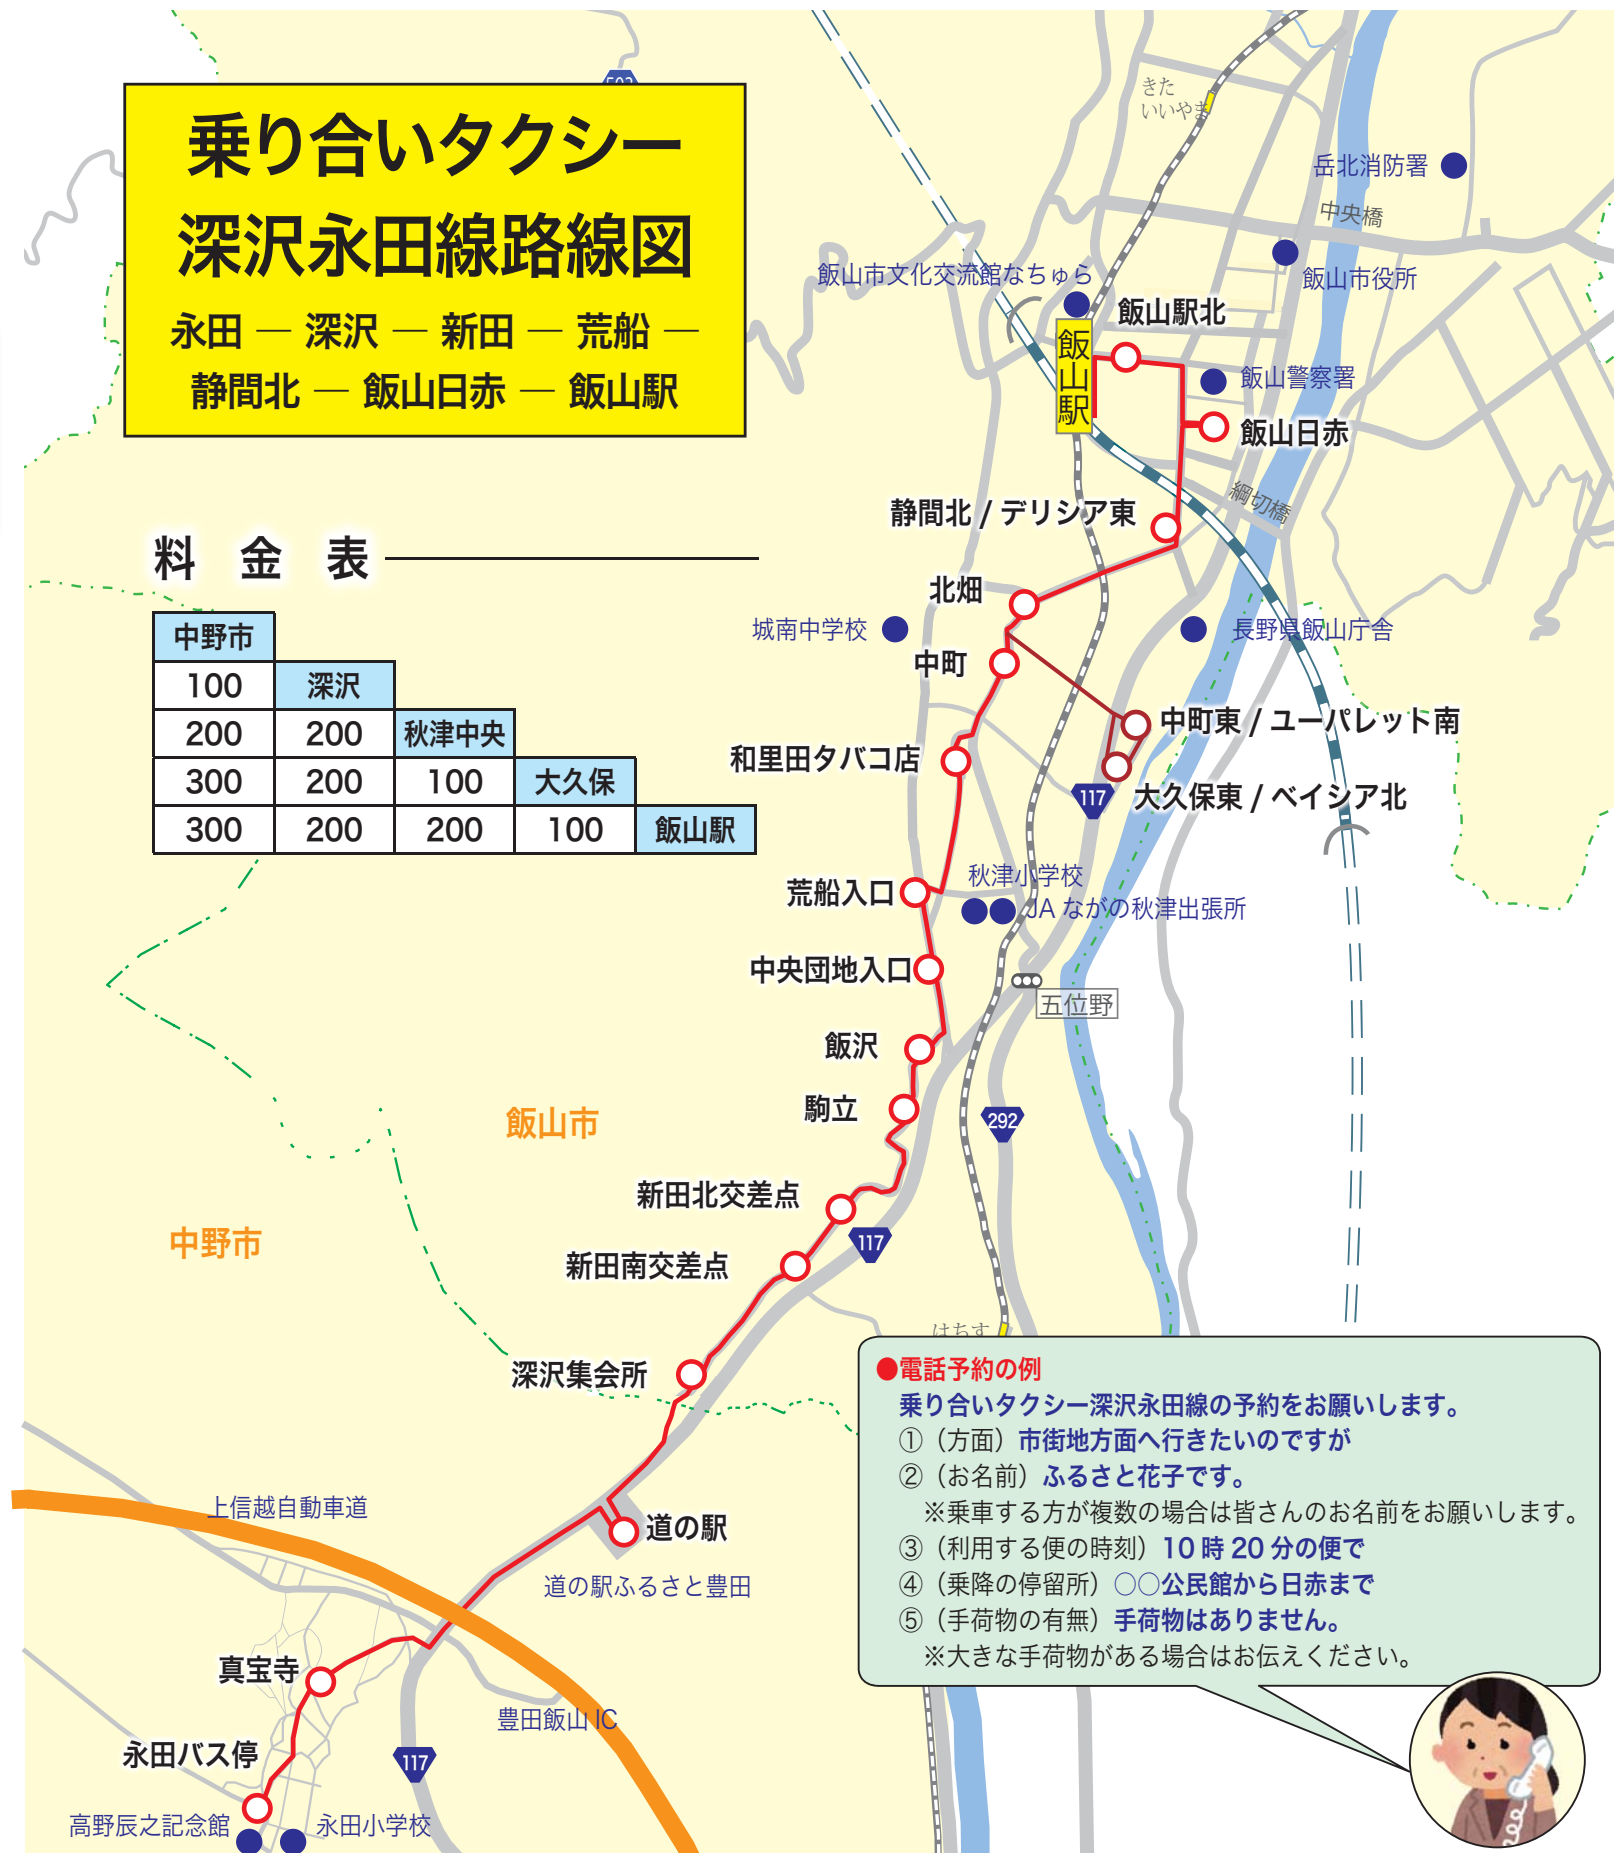 乗り合いタクシー
深沢永田線路線図
永田 ― 深沢 ― 新田 ― 荒船 ―
静間北 ― 飯山日赤 ― 飯山駅
きた
いいやま
岳北消防署
中央橋
飯山市役所
飯山市文化交流館なちゅら
飯山駅北
飯山駅
飯山警察署
飯山日赤
綱切橋
静間北 / デリシア東
料 金 表
中野市
100 深沢
200 200 秋津中央
300 200 100 大久保
300 200 200 100 飯山駅
北畑
城南中学校
長野県飯山庁舎
中町
中町東 / ユーパレット南
和里田タバコ店
大久保東 / ベイシア北
117
秋津小学校
荒船入口
JA ながの秋津出張所
中央団地入口
五位野
飯沢
駒立
292
飯山市
新田北交差点
中野市
117
新田南交差点
はちす
深沢集会所
●電話予約の例
乗り合いタクシー深沢永田線の予約をお願いします。
①（方面）市街地方面へ行きたいのですが
②（お名前）ふるさと花子です。
※乗車する方が複数の場合は皆さんのお名前をお願いします。
③（利用する便の時刻）10 時 20 分の便で
④（乗降の停留所）○○公民館から日赤まで
⑤（手荷物の有無）手荷物はありません。
※大きな手荷物がある場合はお伝えください。
上信越自動車道
道の駅
道の駅ふるさと豊田
真宝寺
豊田飯山 IC
永田バス停
117
高野辰之記念館
永田小学校